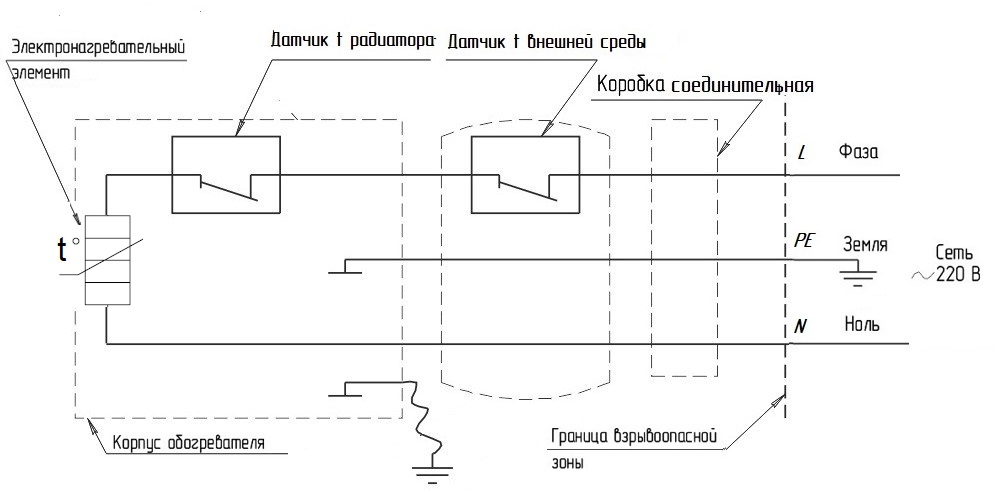 Электронагревательный
элемент
Датчик t радиатора
Датчик t внешней среды
Коробка соединительная
L Фаза
t°
PE Земля
Сеть
~220 В
N Ноль
Корпус обогревателя
Граница взрывоопасной
зоны